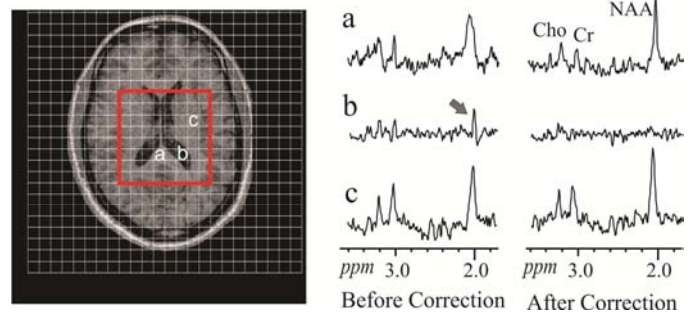 a
b
c
a
b
c
Cho
Cr
NAA
ppm
3.0
2.0
Before Correction
ppm
3.0
2.0
After Correction